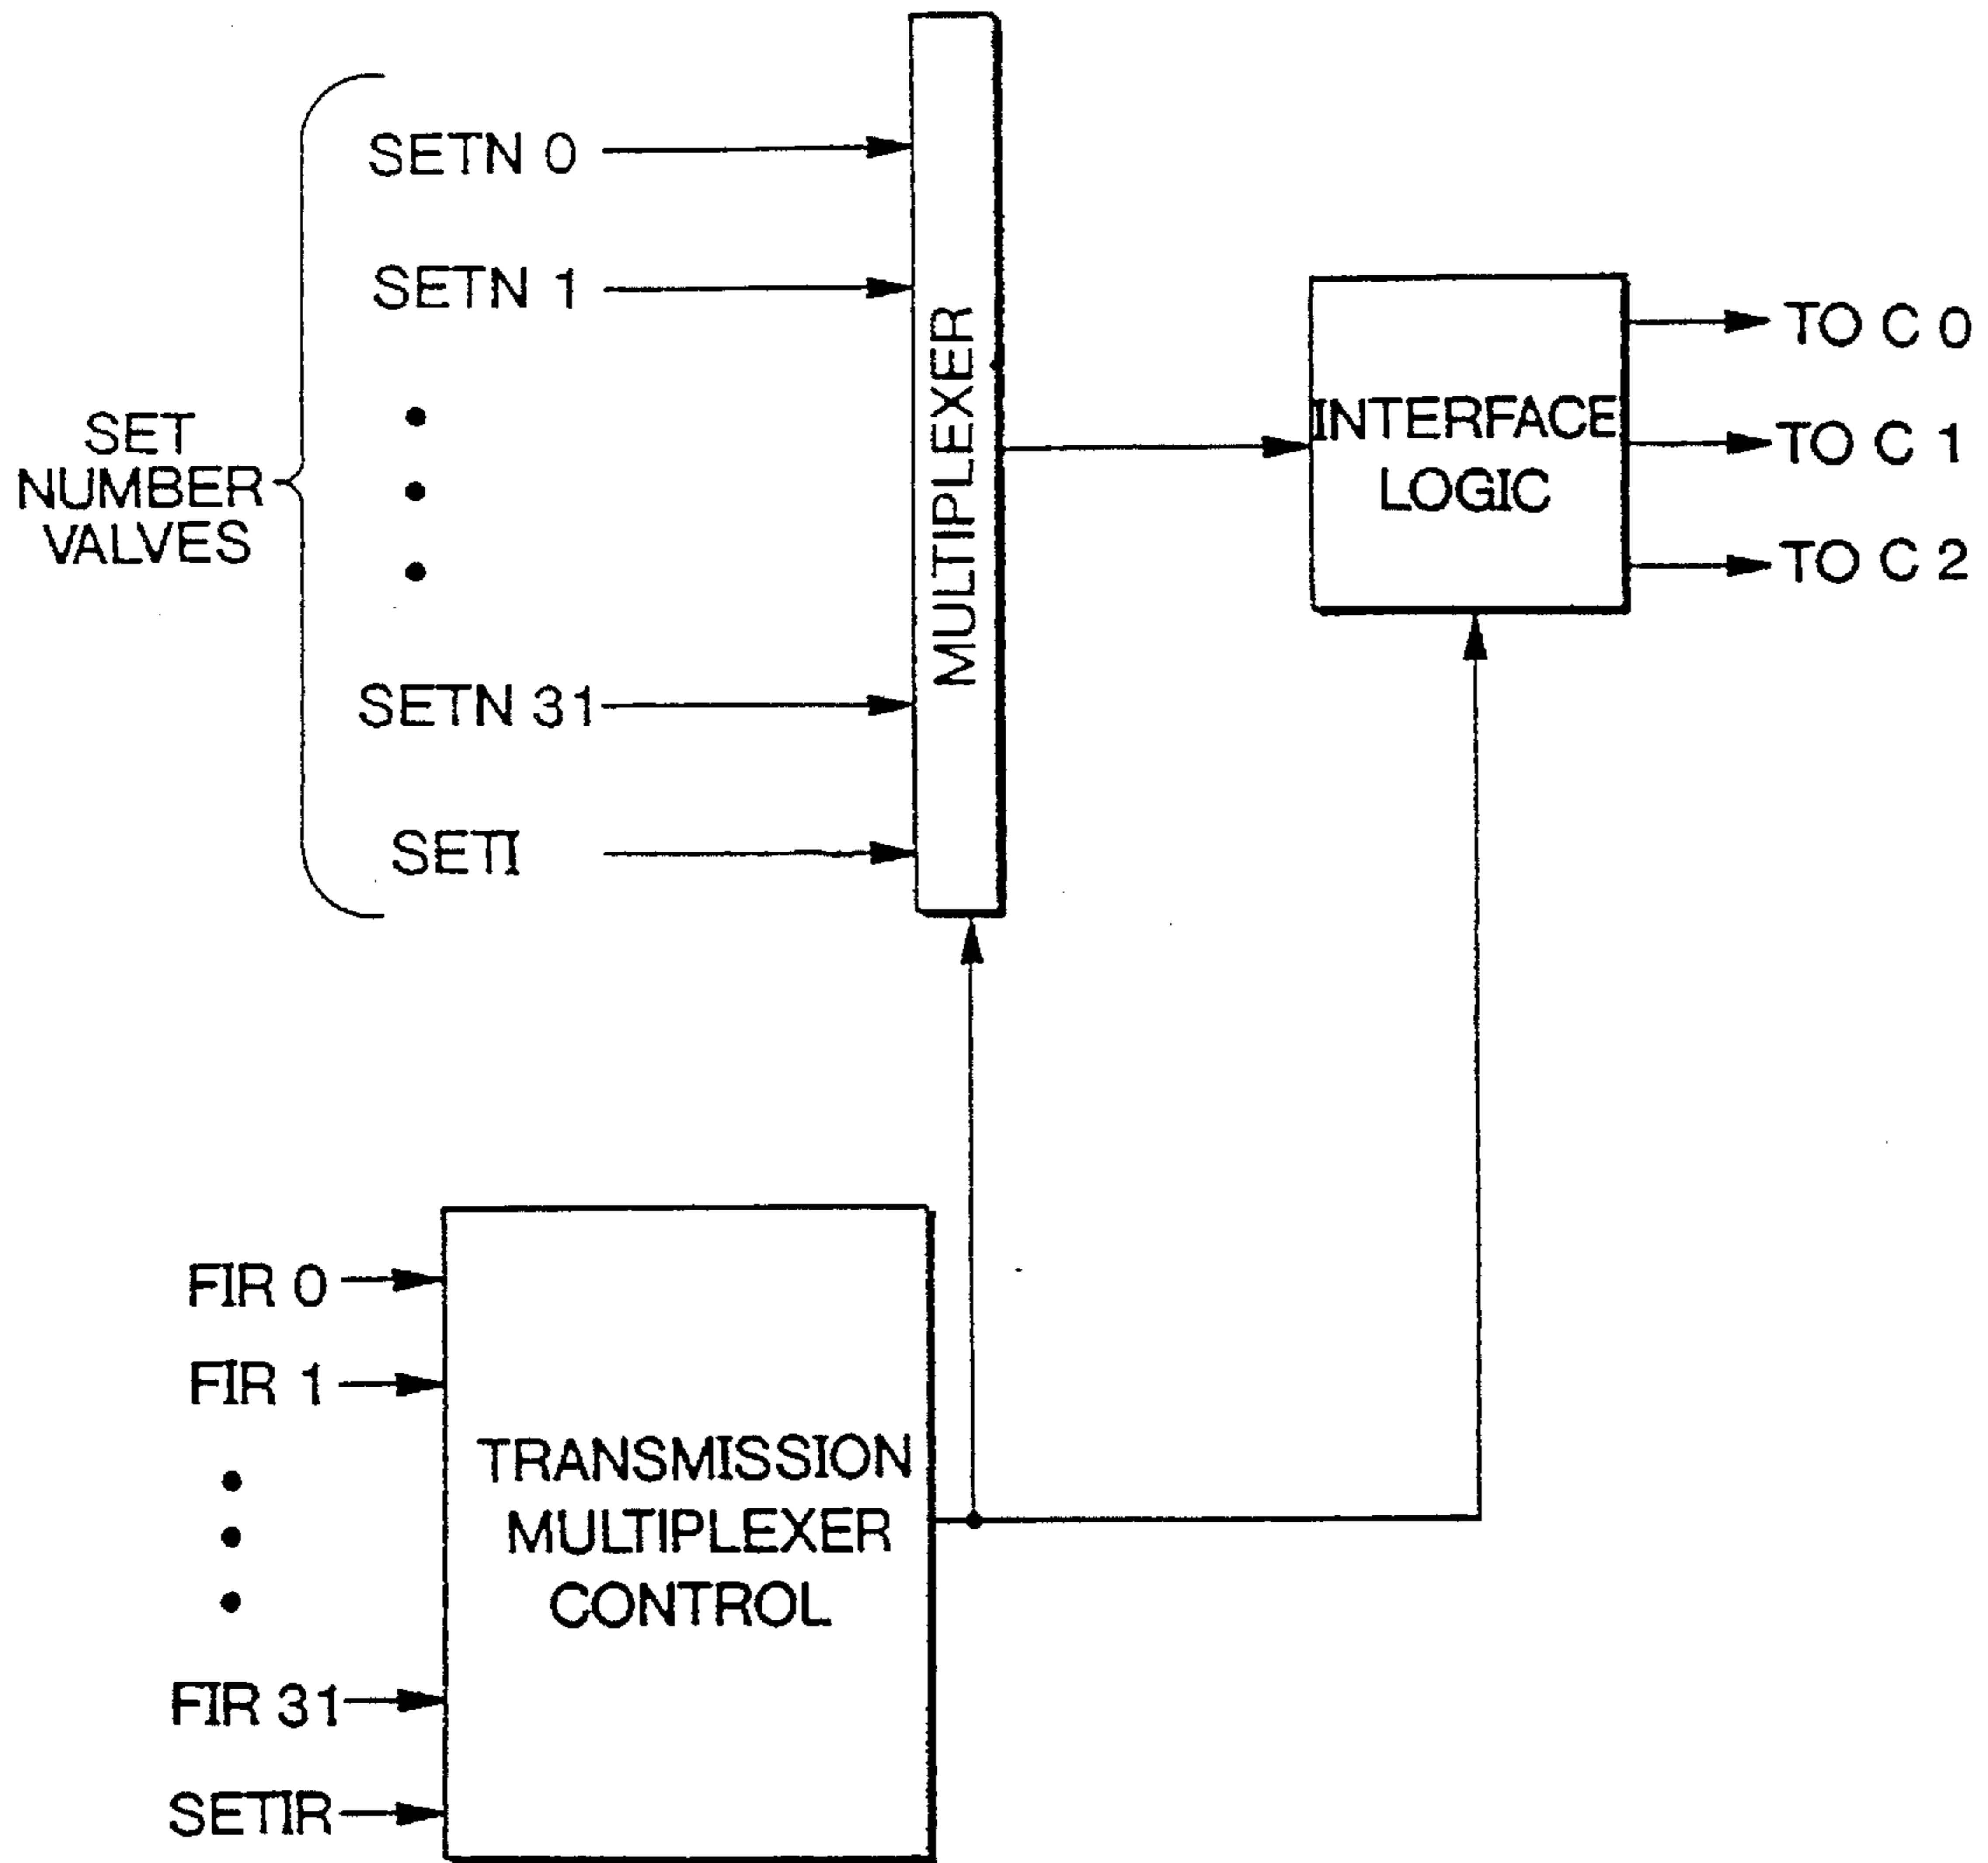 SETN 0
SETN 1
SET
NUMBER
VALVES
SETN 31
SETI
MULTIPLEXER
INTERFACE
LOGIC
TO C 0
TO C 1
TO C 2
FIR 0
FIR 1
FIR 31
SETIR
TRANSMISSION
MULTIPLEXER
CONTROL